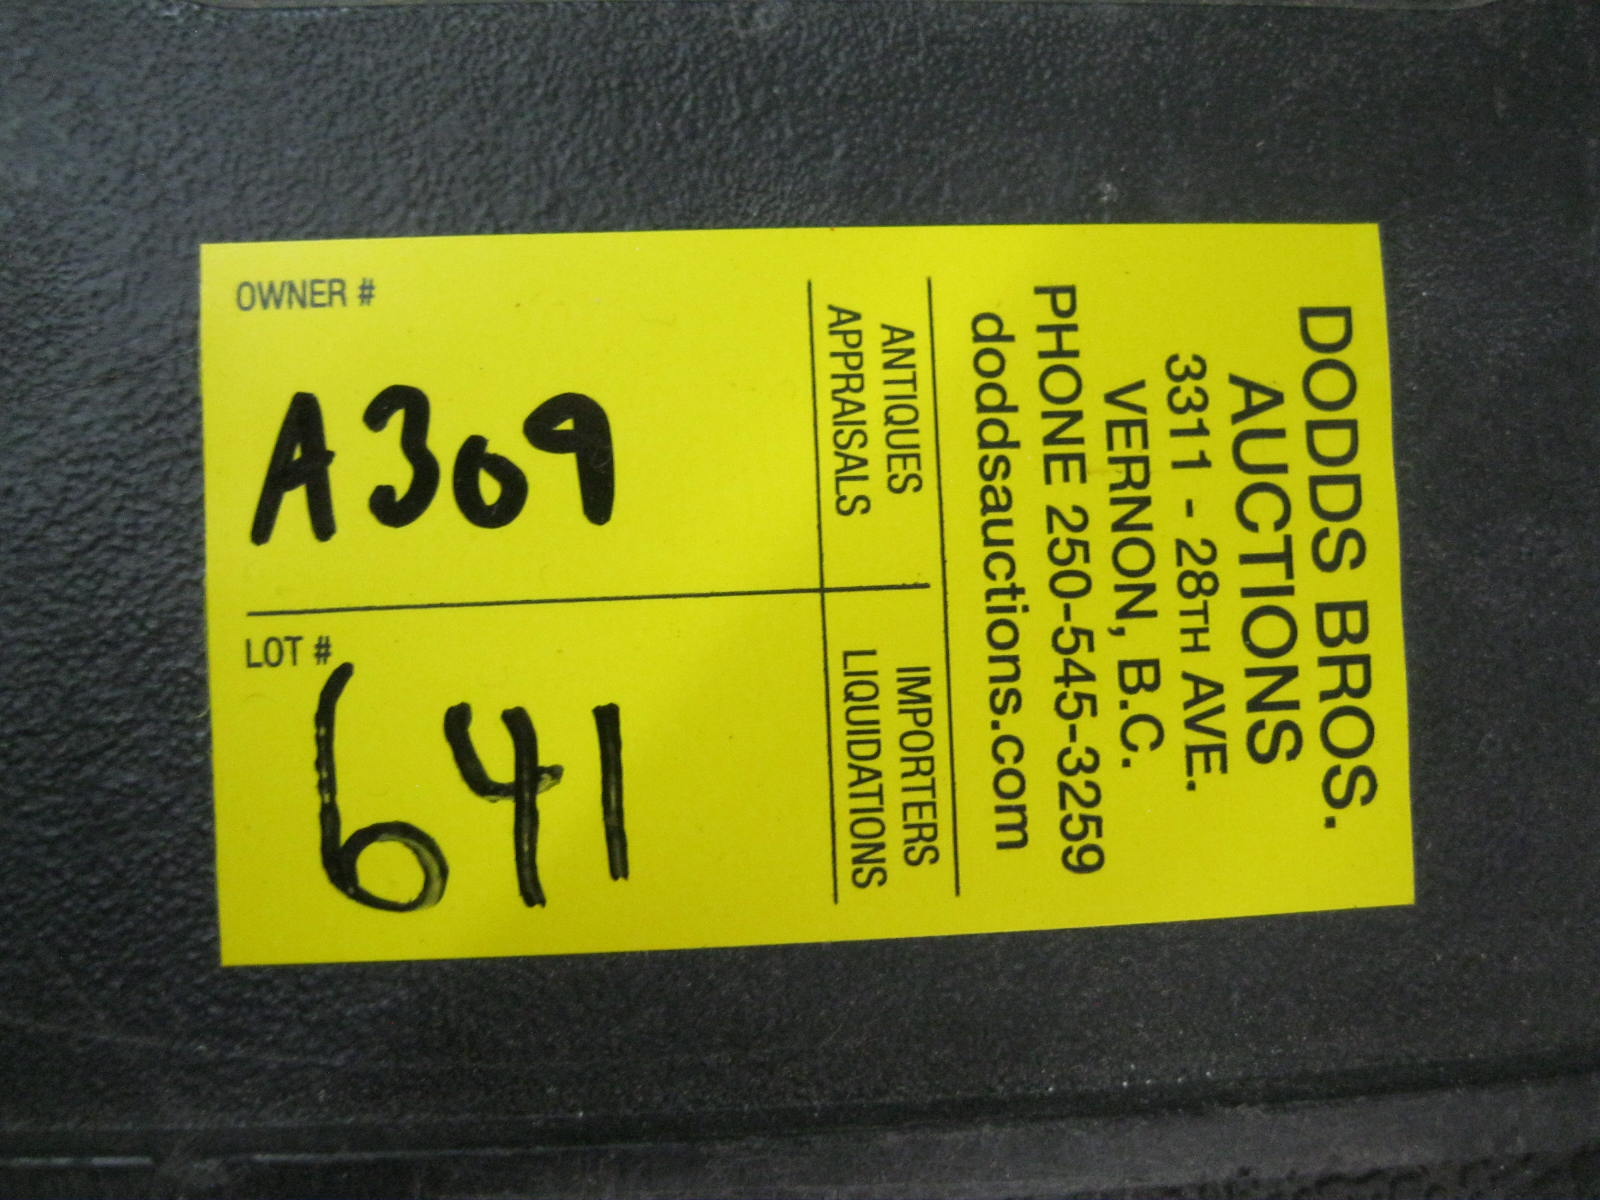 DODDS BROS.
AUCTIONS
3311 - 28TH AVE.
VERNON, B.C.
PHONE 250-545-3259
doddsauctions.com
ANTIQUES
APPRAISALS
IMPORTERS
LIQUIDATIONS
OWNER #
A309
LOT #
641